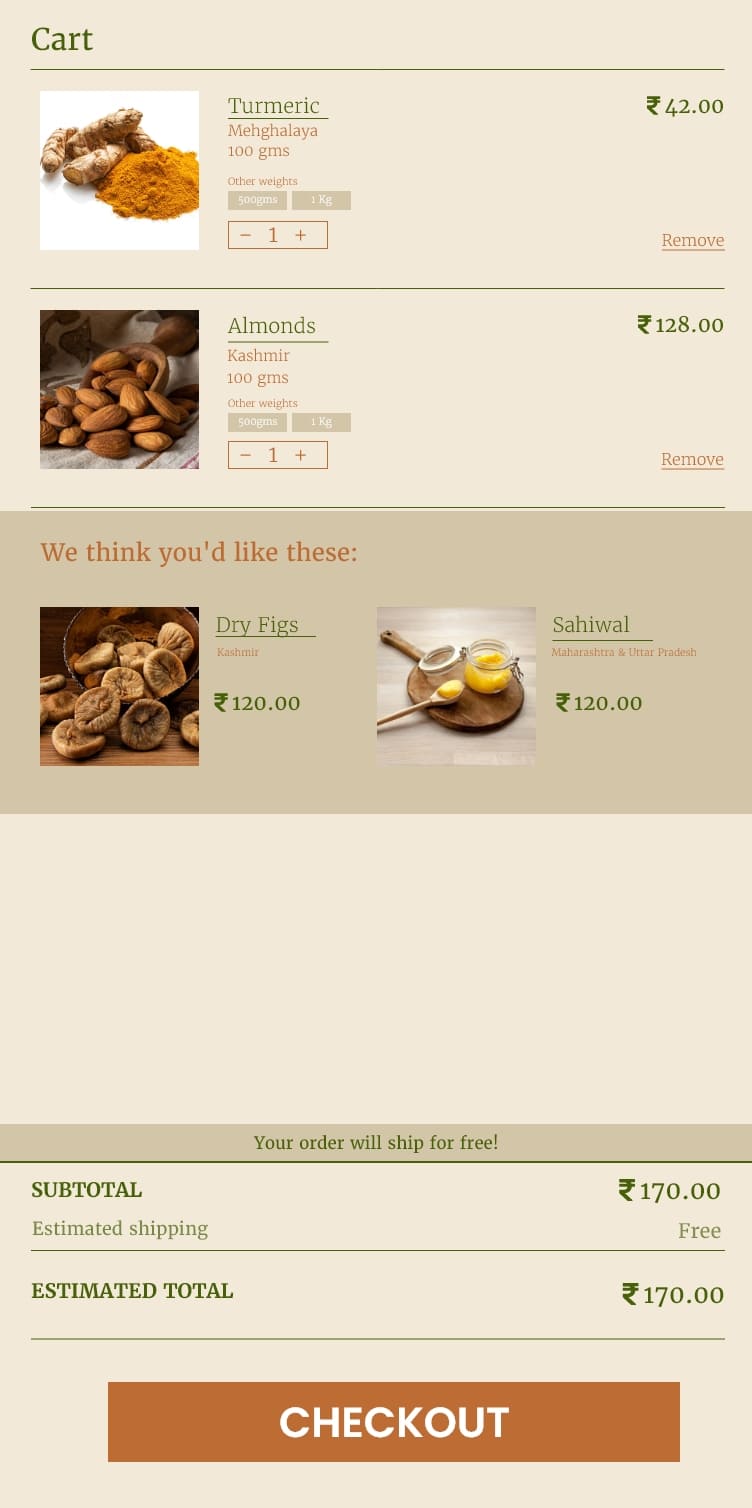 Cart
Turmeric
₹ 42.00
Mehghalaya
100 gms
Other weights
500gms 1 Kg
− 1 +
Remove
Almonds
₹ 128.00
Kashmir
100 gms
Other weights
500gms 1 Kg
− 1 +
Remove
We think you'd like these:
Dry Figs
Kashmir
₹ 120.00
Sahiwal
Maharashtra & Uttar Pradesh
₹ 120.00
Your order will ship for free!
SUBTOTAL ₹ 170.00
Estimated shipping Free
ESTIMATED TOTAL ₹ 170.00
CHECKOUT